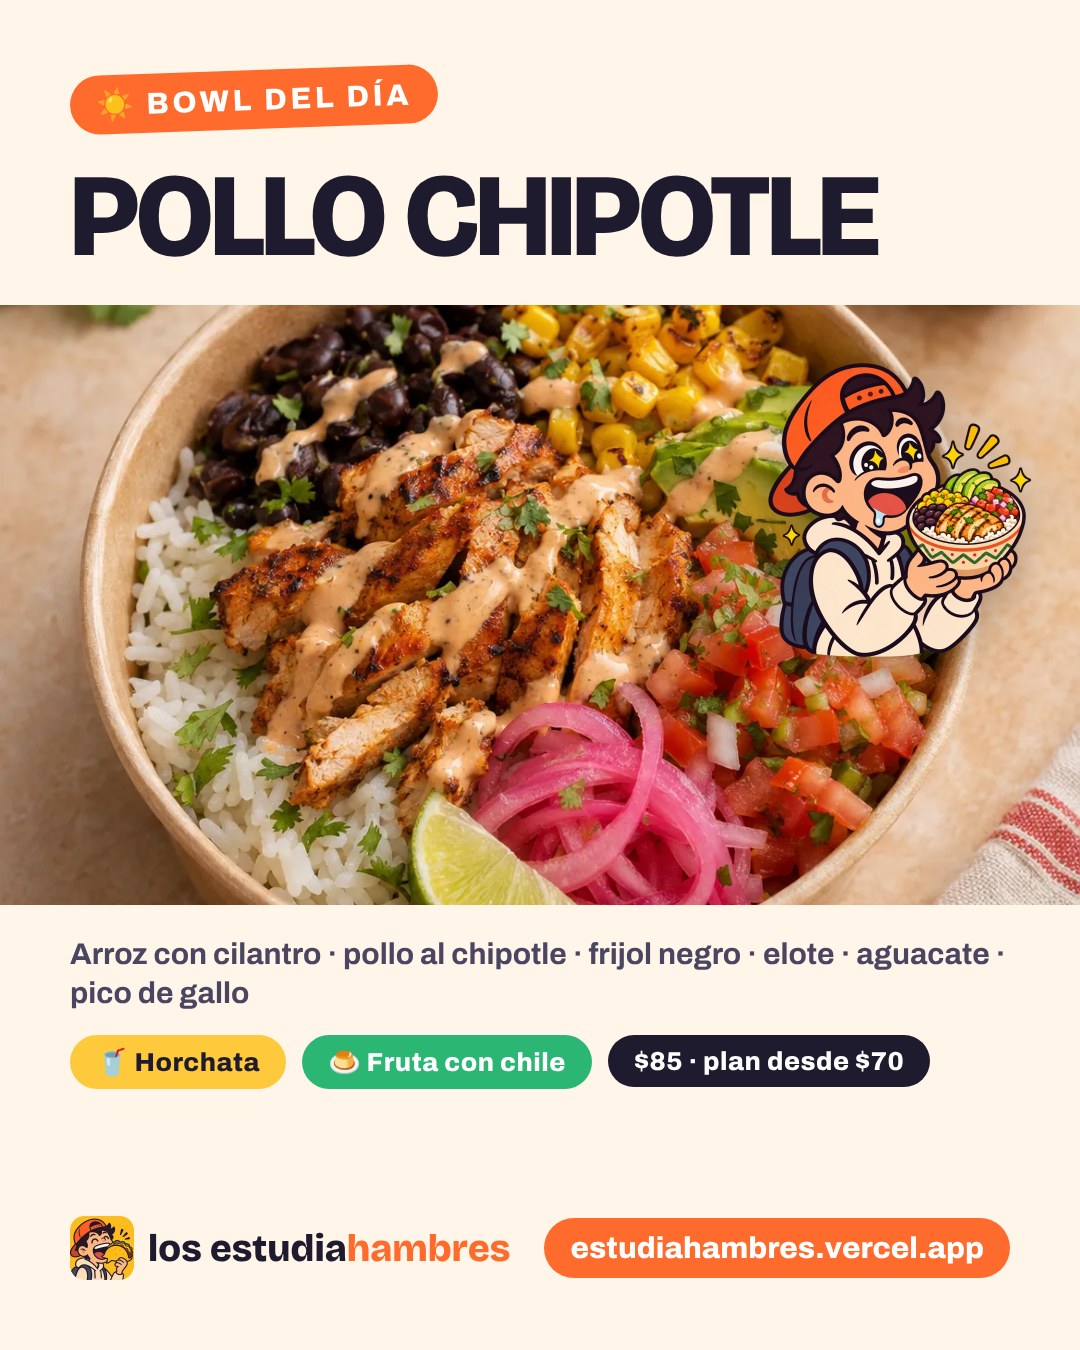 ☀️ BOWL DEL DÍA
POLLO CHIPOTLE
Arroz con cilantro · pollo al chipotle · frijol negro · elote · aguacate ·
pico de gallo
🥤 Horchata
🍮 Fruta con chile
$85 · plan desde $70
los estudiahambres
estudiahambres.vercel.app